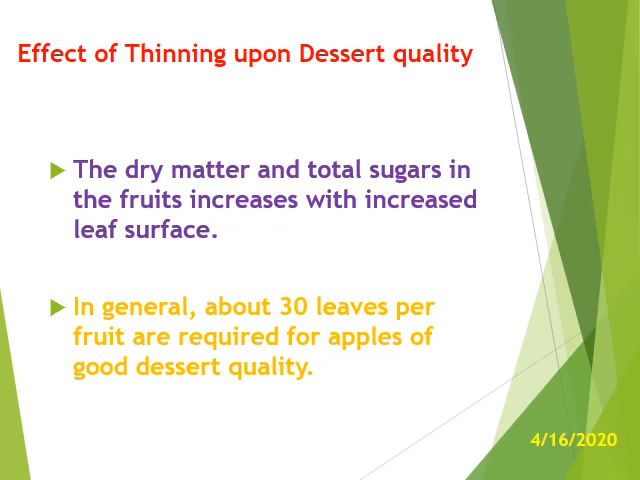 Effect of Thinning upon Dessert quality
The dry matter and total sugars in
the fruits increases with increased
leaf surface.
In general, about 30 leaves per
fruit are required for apples of
good dessert quality.
4/16/2020